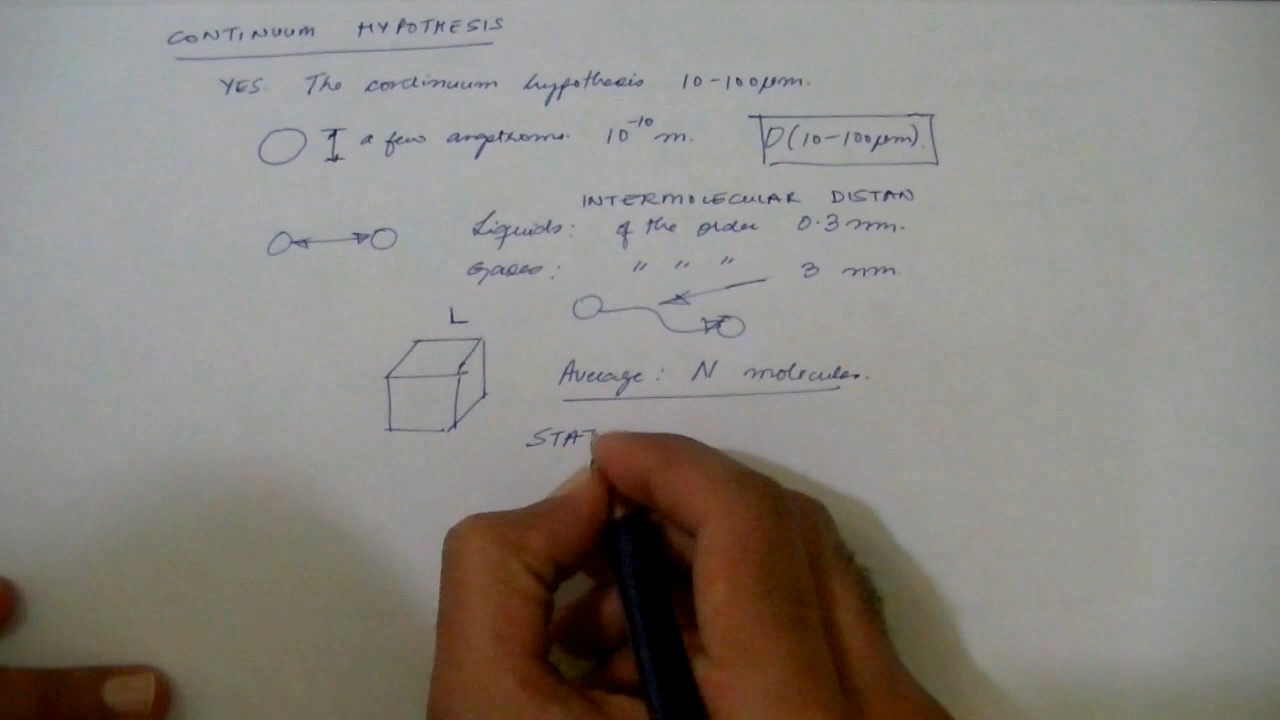 CONTINUUM HYPOTHESIS
YES. The continuum hypothesis 10-100μm.
a few angstroms. 10⁻¹⁰ m. O(10-100μm).
INTERMOLECULAR DISTAN
Liquids: of the order 0.3 nm.
Gases: " " " 3 nm.
L
Average: N molecules.
STAT